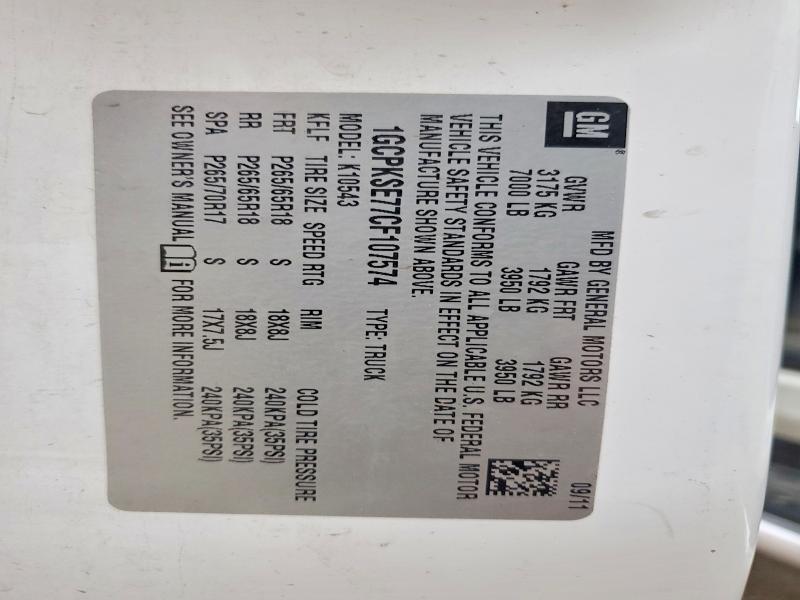 GM®
MFD BY GENERAL MOTORS LLC 09/11
GVWR GAWR FRT GAWR RR
3175 KG 1792 KG 1792 KG
7000 LB 3950 LB 3950 LB
THIS VEHICLE CONFORMS TO ALL APPLICABLE U.S. FEDERAL MOTOR
VEHICLE SAFETY STANDARDS IN EFFECT ON THE DATE OF
MANUFACTURE SHOWN ABOVE.
1GCPKSE77CF107574 TYPE: TRUCK
MODEL: K10543
KFLF TIRE SIZE SPEED RTG RIM COLD TIRE PRESSURE
FRT P265/65R18 S 18X8J 240KPA(35PSI)
RR P265/65R18 S 18X8J 240KPA(35PSI)
SPA P265/70R17 S 17X7.5J 240KPA(35PSI)
SEE OWNER'S MANUAL FOR MORE INFORMATION.